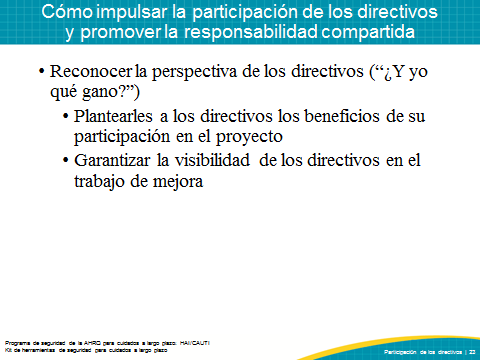 Cómo impulsar la participación de los directivos
y promover la responsabilidad compartida
• Reconocer la perspectiva de los directivos (“¿Y yo
qué gano?”)
• Plantearles a los directivos los beneficios de su
participación en el proyecto
• Garantizar la visibilidad de los directivos en el
trabajo de mejora
Programa de seguridad de la AHRQ para cuidados a largo plazo: HAI/CAUTI
Kit de herramientas de seguridad para cuidados a largo plazo
Participación de los directivos | 23